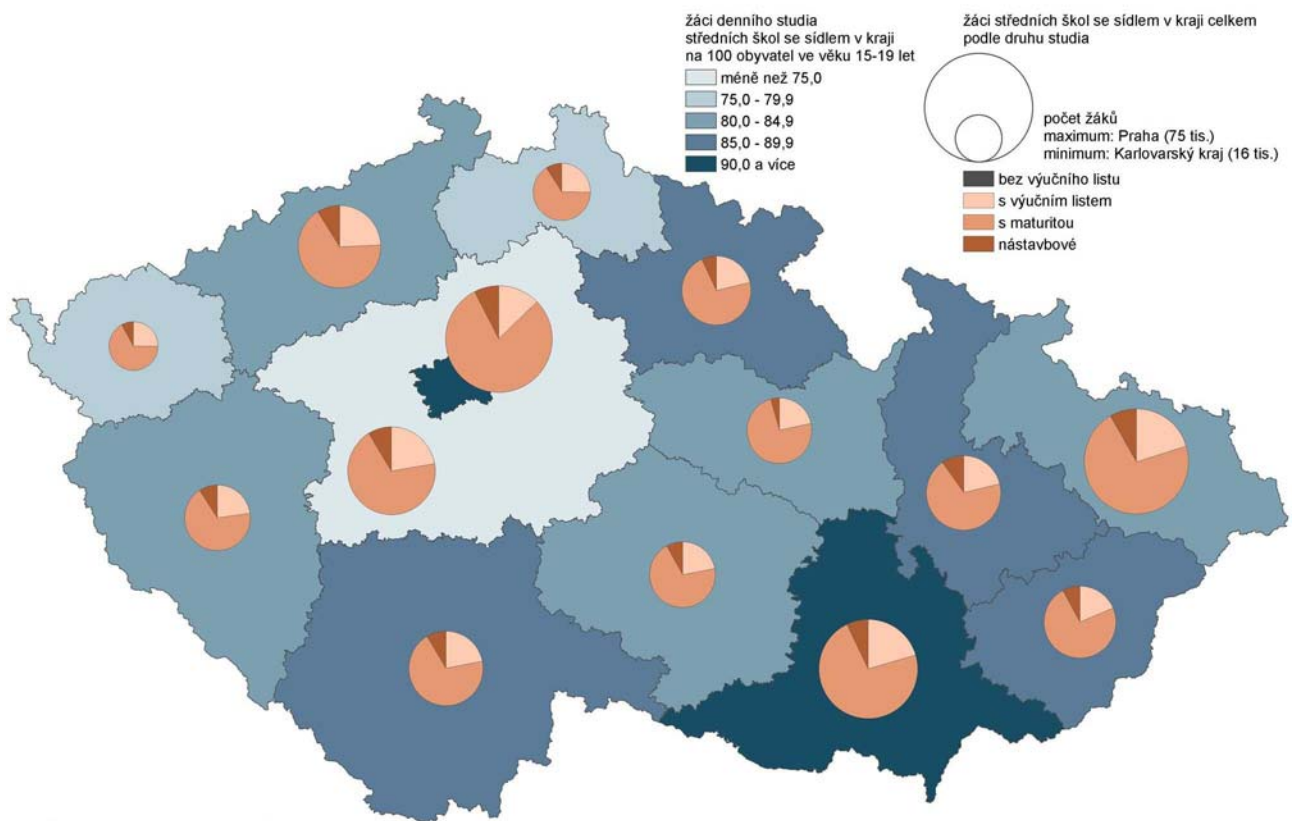 žáci denního studia
středních škol se sídlem v kraji
na 100 obyvatel ve věku 15-19 let
méně než 75,0
75,0 - 79,9
80,0 - 84,9
85,0 - 89,9
90,0 a více
žáci středních škol se sídlem v kraji celkem
podle druhu studia
počet žáků
maximum: Praha (75 tis.)
minimum: Karlovarský kraj (16 tis.)
bez výučního listu
s výučním listem
s maturitou
nástavbové